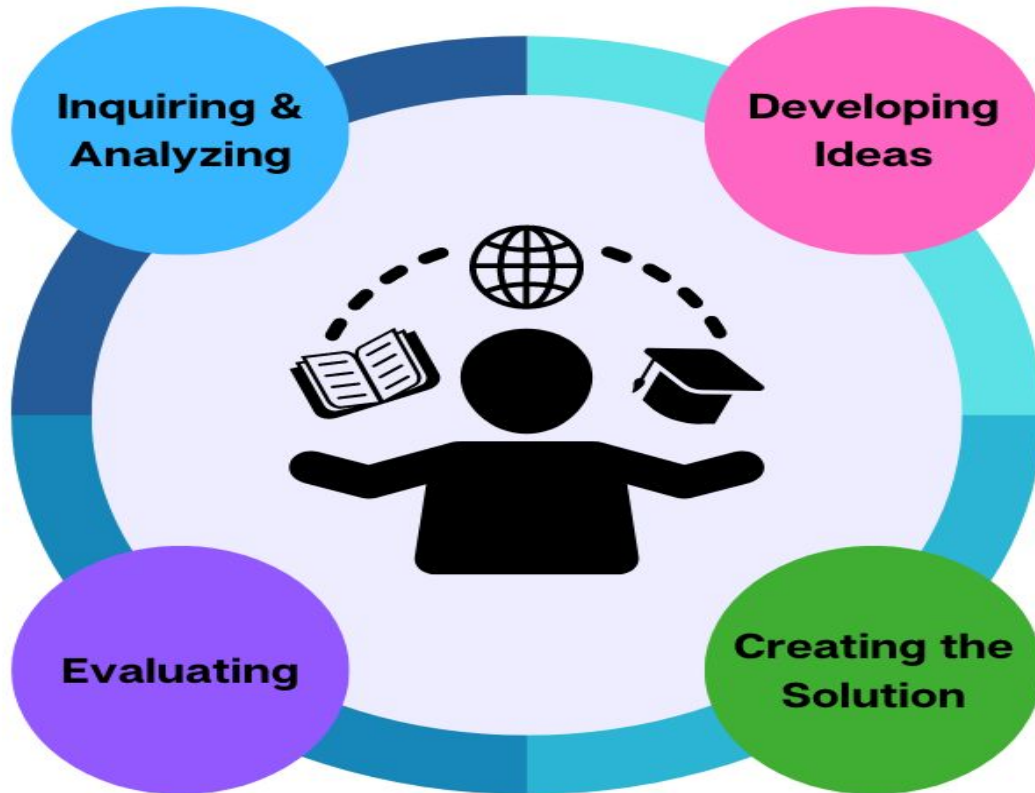 Inquiring &
Analyzing
Developing
Ideas
Evaluating
Creating the
Solution